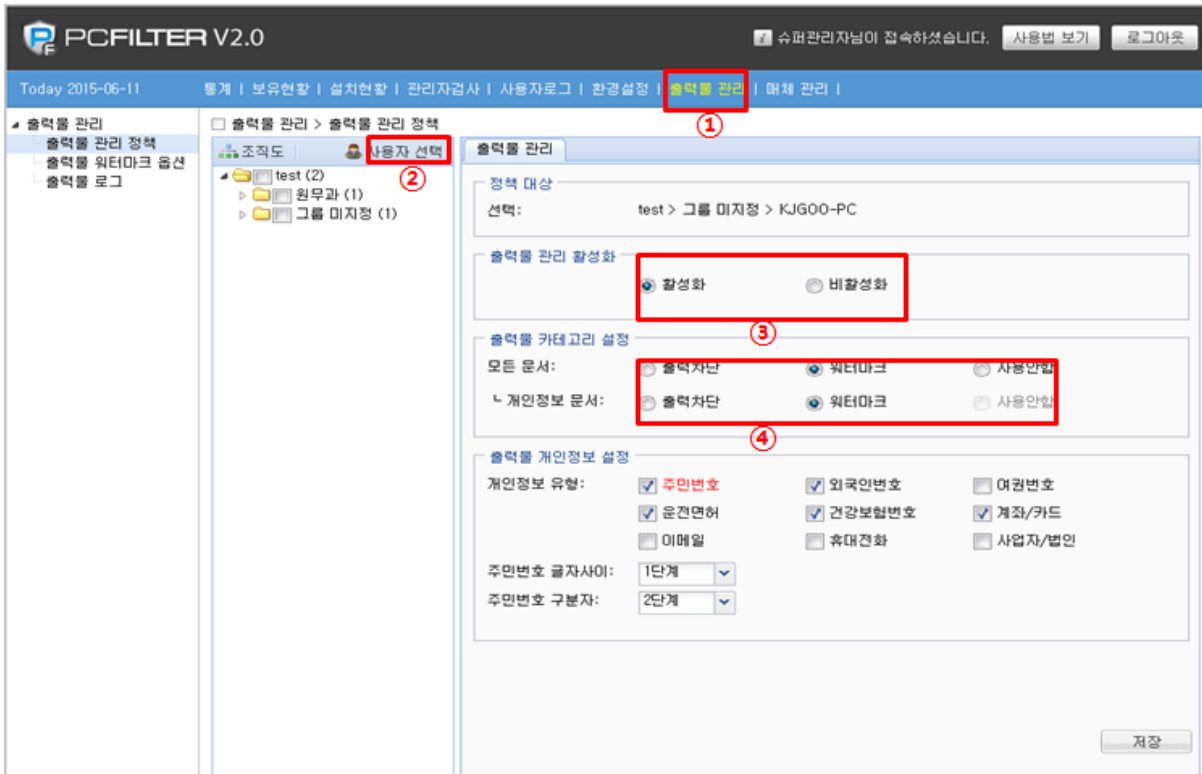 PCFILTER V2.0
슈퍼관리자님이 접속하셨습니다. 사용법 보기 로그아웃
Today 2015-06-11 통계 | 보유현황 | 설치현황 | 관리자검사 | 사용자로그 | 환경설정 | 출력물 관리 | 매체 관리 |
①
출력물 관리
출력물 관리 정책
출력물 워터마크 옵션
출력물 로그
출력물 관리 > 출력물 관리 정책
조직도 | 사용자 선택
②
test (2)
원무과 (1)
그룹 미지정 (1)
출력물 관리
정책 대상
선택: test > 그룹 미지정 > KJGOO-PC
출력물 관리 활성화
활성화 비활성화
③
출력물 카테고리 설정
모든 문서: 출력차단 워터마크 사용안함
ㄴ개인정보 문서: 출력차단 워터마크 사용안함
④
출력물 개인정보 설정
개인정보 유형: 주민번호 외국인번호 여권번호
운전면허 건강보험번호 계좌/카드
이메일 휴대전화 사업자/법인
주민번호 글자사이: 1단계
주민번호 구분자: 2단계
저장